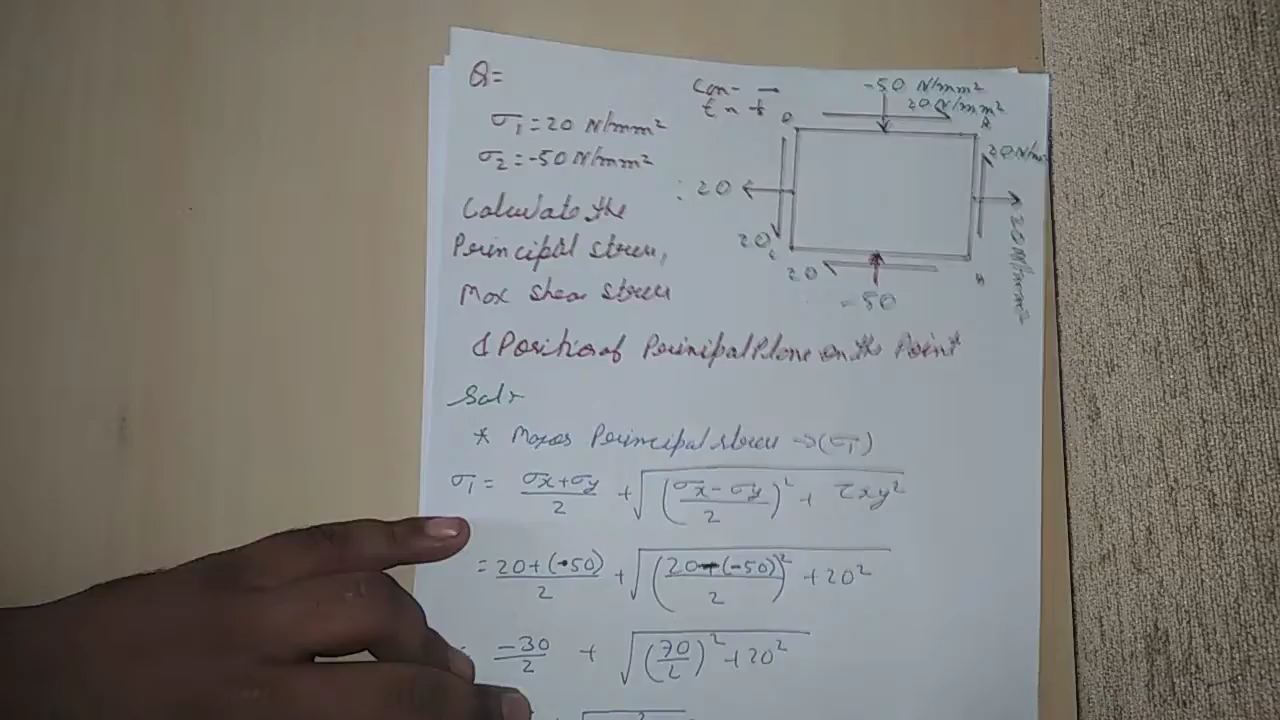 Q=
σ1 = 20 N/mm²
σ2 = -50 N/mm²
Calculate the
Principal stress,
Max shear stress
& Position of Principal Plane on the Point
-50 N/mm²
20 N/mm²
20
20
20
-50
20 N/mm²
Sol:
* Principal stress → (σ1)
σ1 = σx+σy/2 + √(σx-σy/2)² + τxy²
= 20+(-50)/2 + √(20-(-50)/2)² + 20²
-30/2 + √(70/2)² + 20²